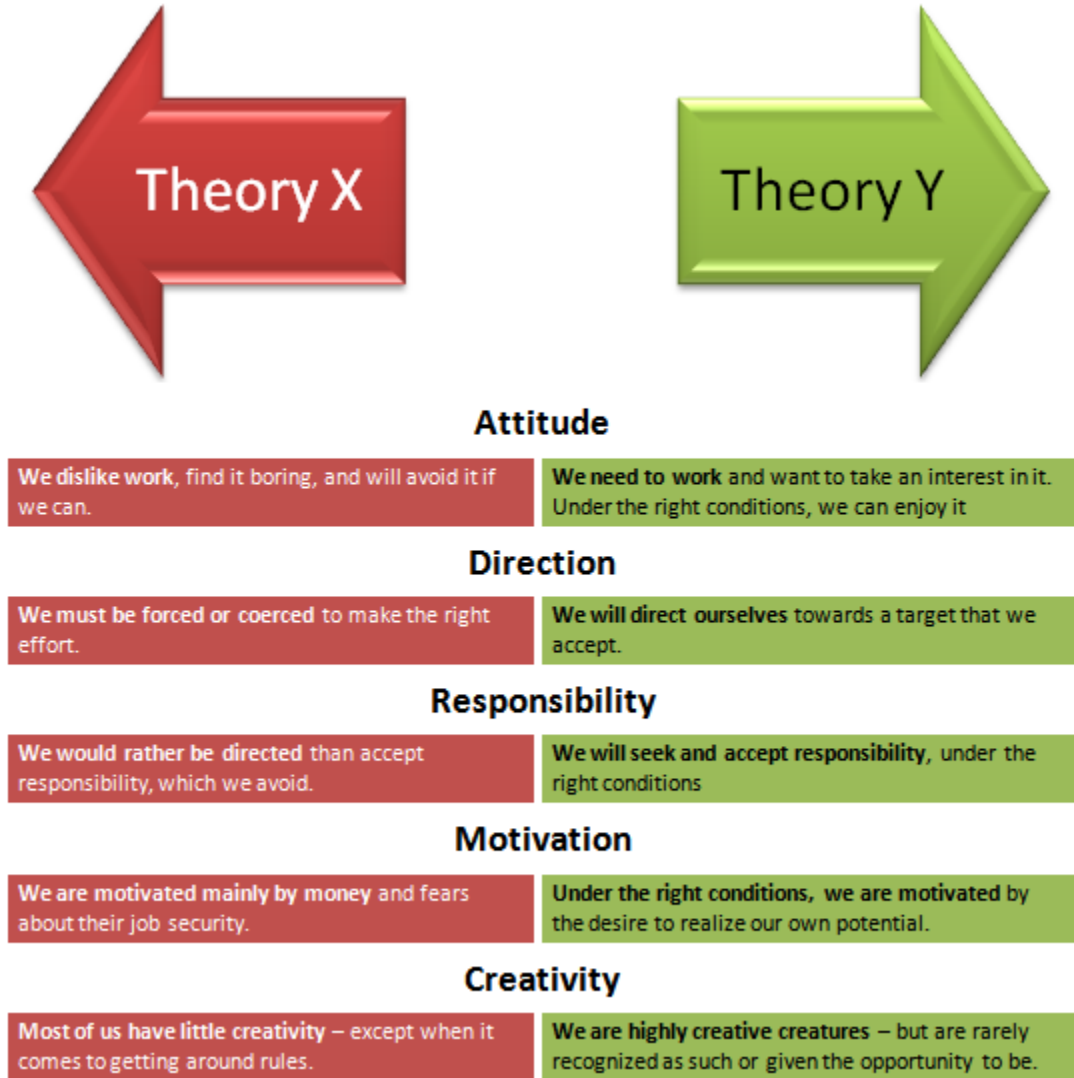 Theory X
Theory Y
Attitude
We dislike work, find it boring, and will avoid it if
we can.
We need to work and want to take an interest in it.
Under the right conditions, we can enjoy it
Direction
We must be forced or coerced to make the right
effort.
We will direct ourselves towards a target that we
accept.
Responsibility
We would rather be directed than accept
responsibility, which we avoid.
We will seek and accept responsibility, under the
right conditions
Motivation
We are motivated mainly by money and fears
about their job security.
Under the right conditions, we are motivated by
the desire to realize our own potential.
Creativity
Most of us have little creativity – except when it
comes to getting around rules.
We are highly creative creatures – but are rarely
recognized as such or given the opportunity to be.